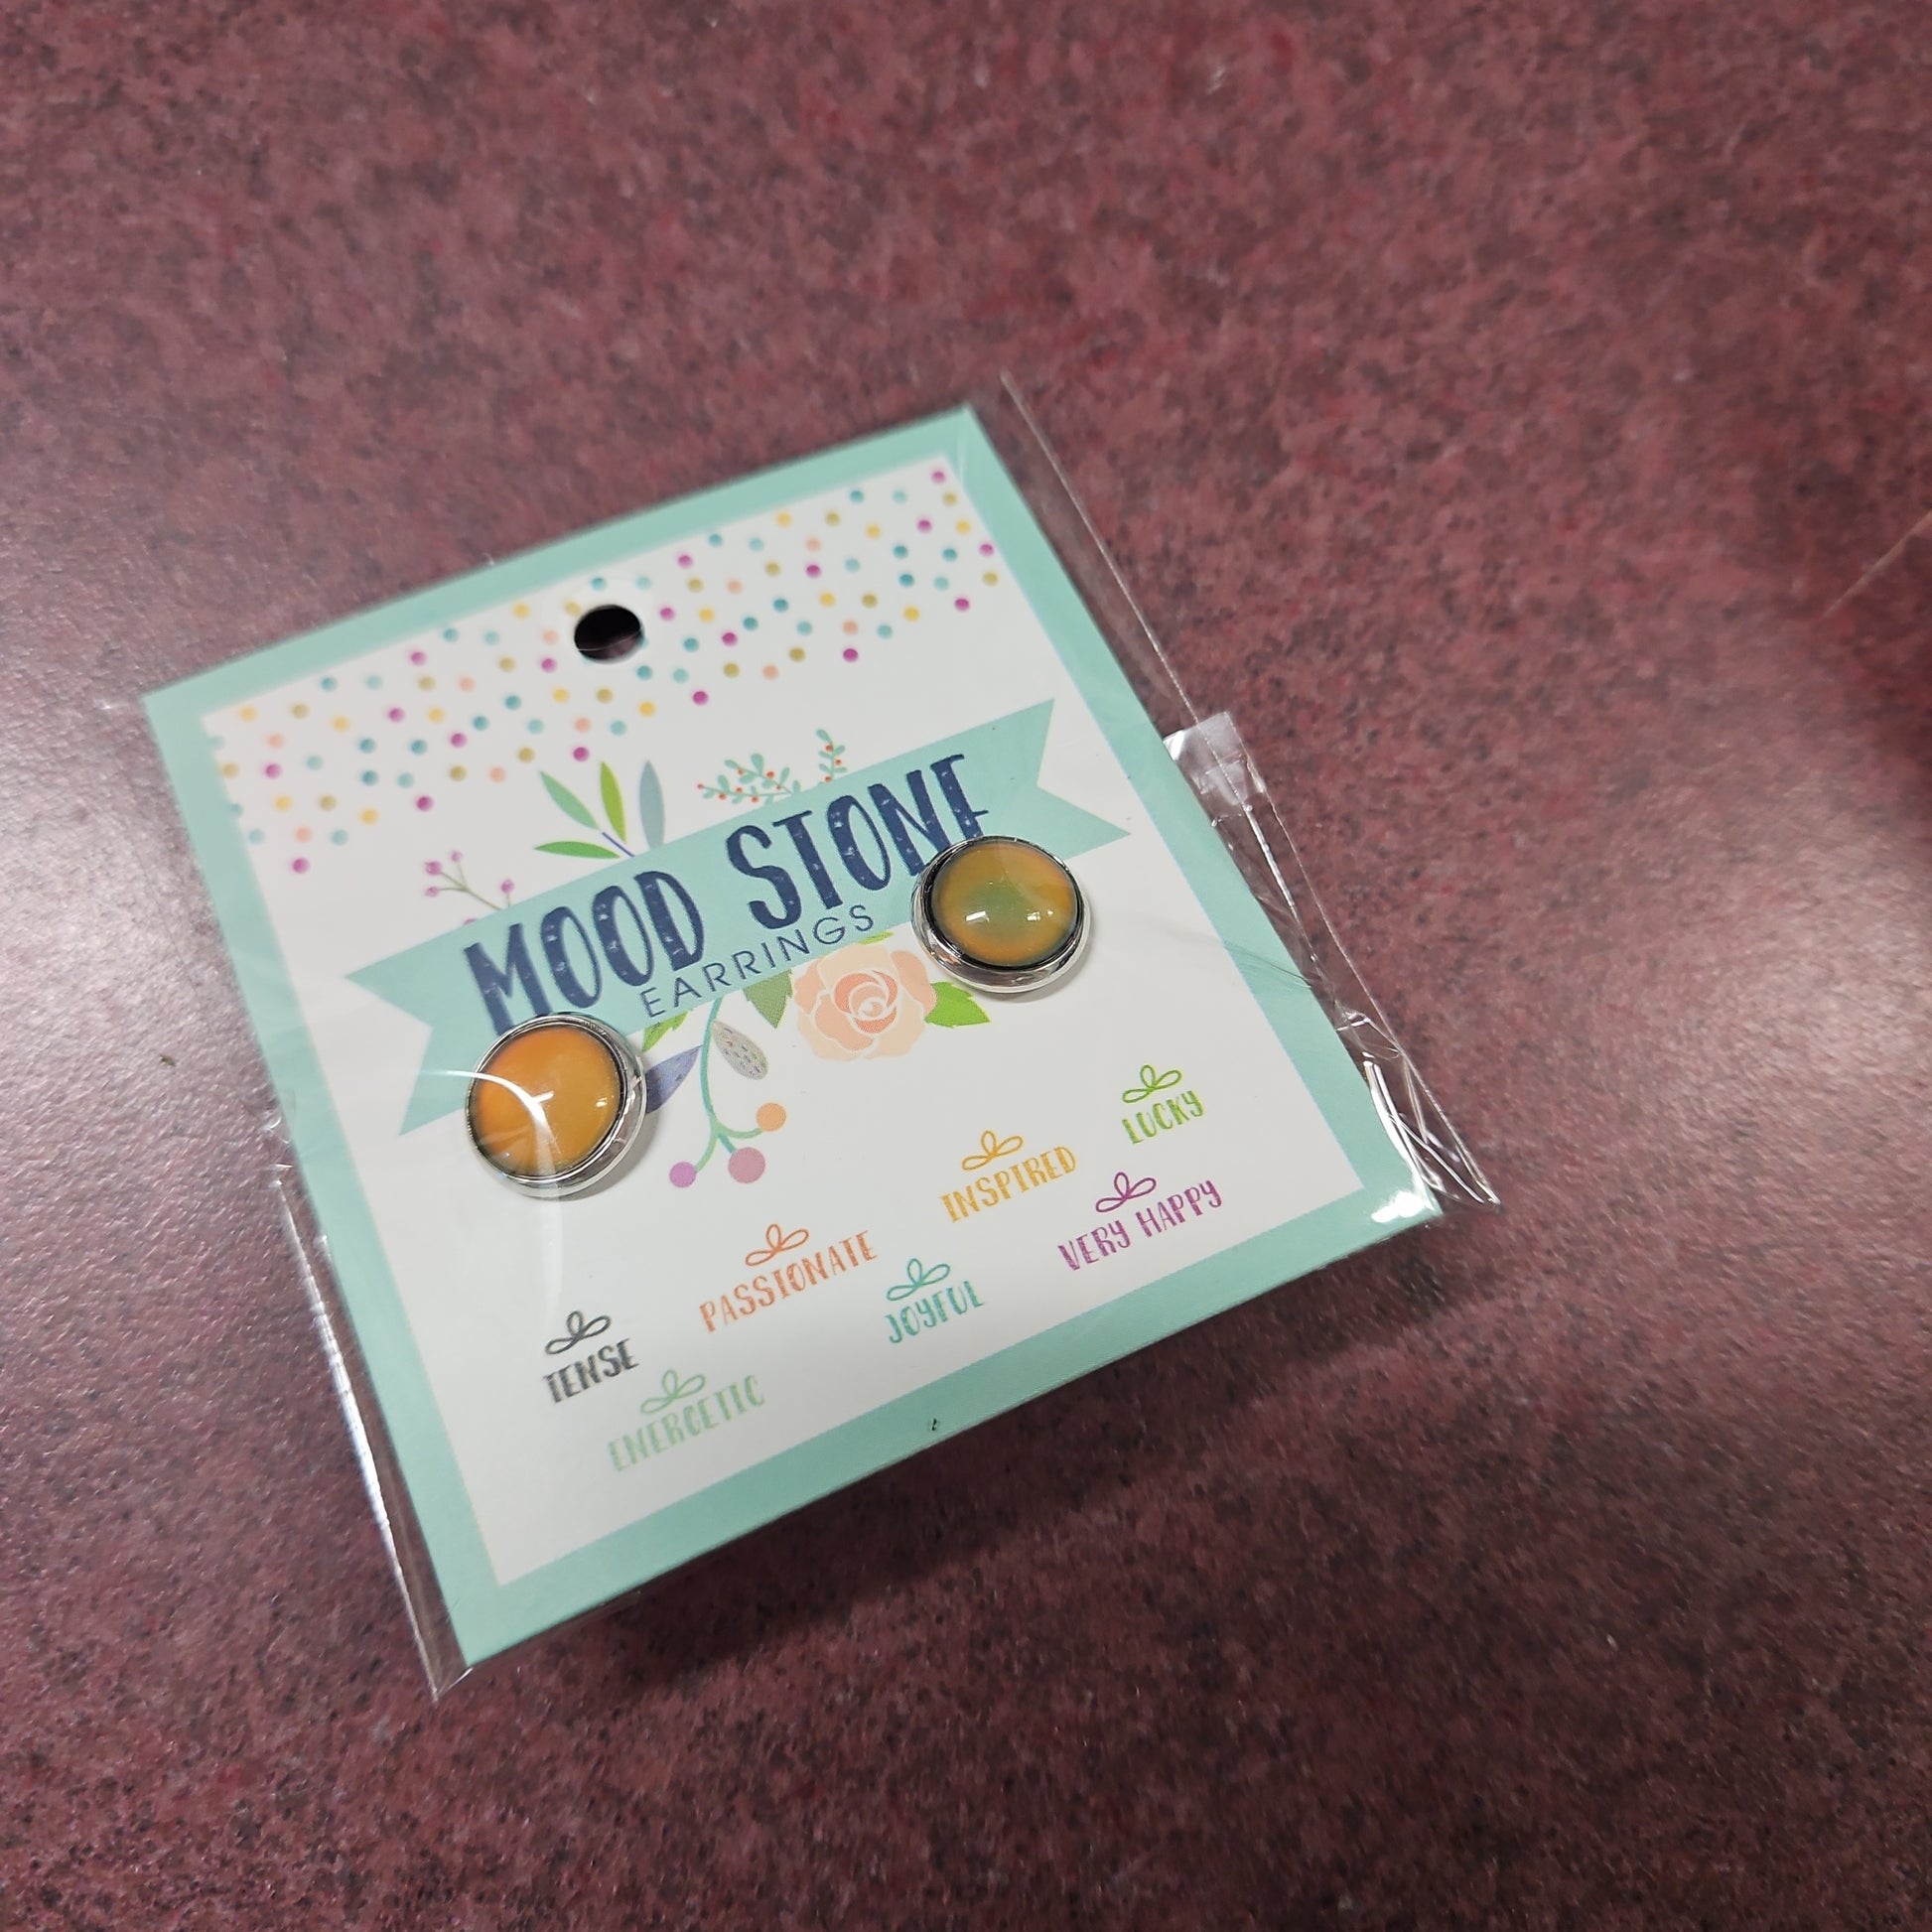 MOOD STONE
EARRINGS
LUCKY
INSPIRED
VERY HAPPY
PASSIONATE
JOYFUL
TENSE
ENERGETIC